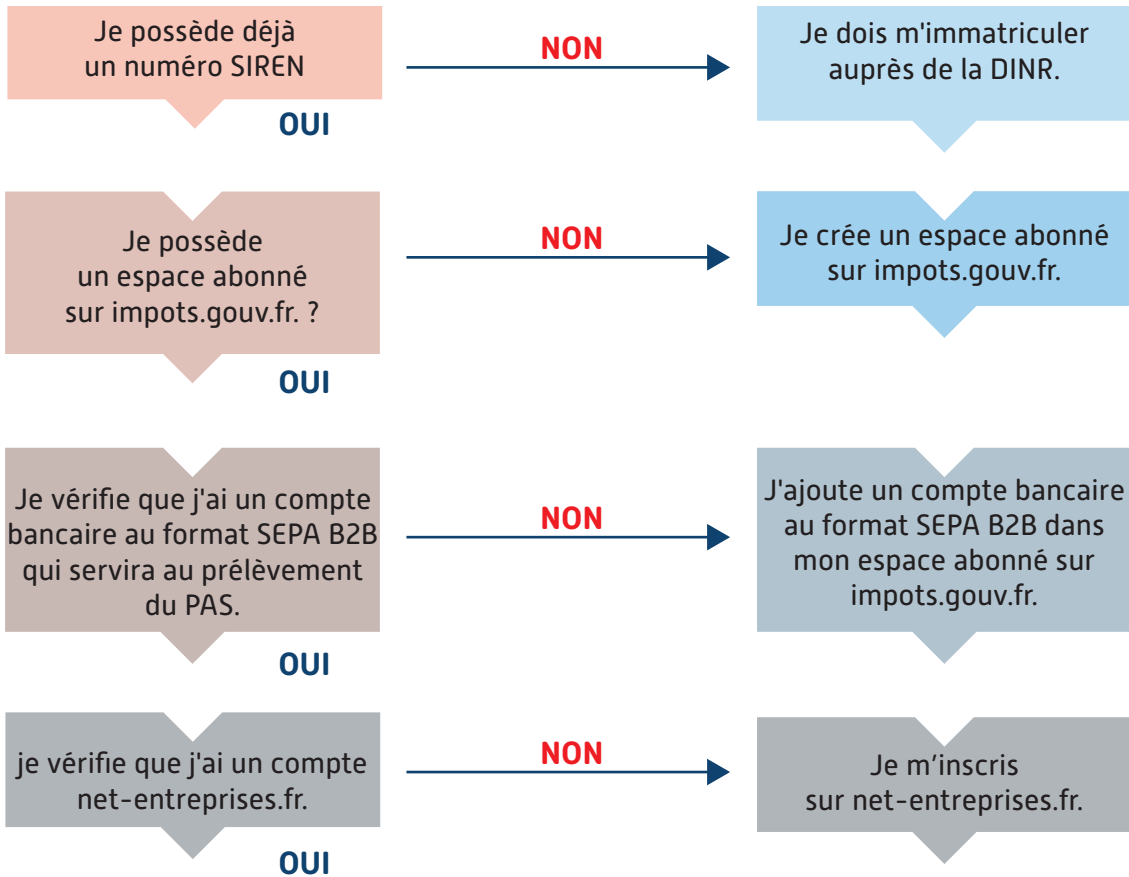 Je possède déjà
un numéro SIREN
NON
Je dois m'immatriculer
auprès de la DINR.
OUI
Je possède
un espace abonné
sur impots.gouv.fr. ?
NON
Je crée un espace abonné
sur impots.gouv.fr.
OUI
Je vérifie que j'ai un compte
bancaire au format SEPA B2B
qui servira au prélèvement
du PAS.
NON
J'ajoute un compte bancaire
au format SEPA B2B dans
mon espace abonné sur
impots.gouv.fr.
OUI
je vérifie que j'ai un compte
net-entreprises.fr.
NON
Je m’inscris
sur net-entreprises.fr.
OUI